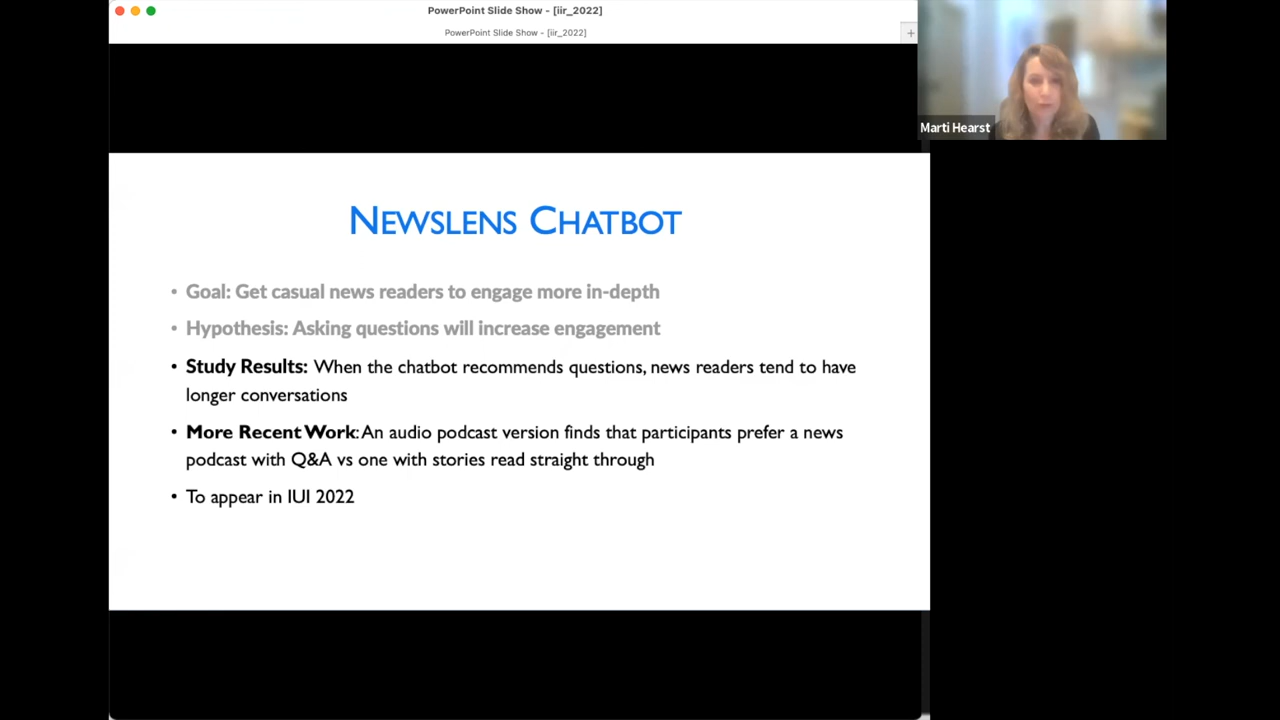 PowerPoint Slide Show - [iir_2022]
PowerPoint Slide Show - [iir_2022]
+
Marti Hearst
NEWSLENS CHATBOT
• Goal: Get casual news readers to engage more in-depth
• Hypothesis: Asking questions will increase engagement
• Study Results: When the chatbot recommends questions, news readers tend to have
longer conversations
• More Recent Work: An audio podcast version finds that participants prefer a news
podcast with Q&A vs one with stories read straight through
• To appear in IUI 2022